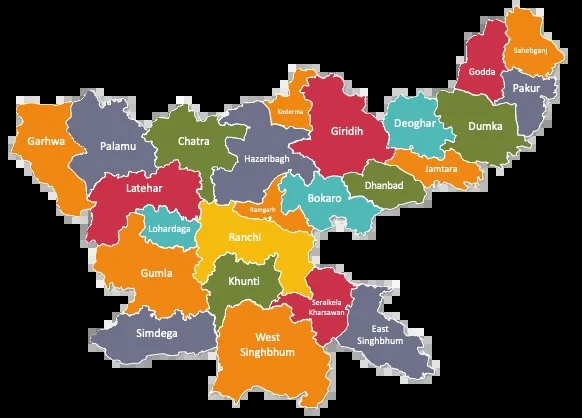 Sahebganj
Godda
Pakur
Koderma
Giridih
Deoghar
Dumka
Garhwa
Palamu
Chatra
Hazaribagh
Jamtara
Latehar
Dhanbad
Bokaro
Ramgarh
Lohardaga
Ranchi
Gumla
Khunti
Seraikela
Kharsawan
Simdega
West
Singhbhum
East
Singhbhum